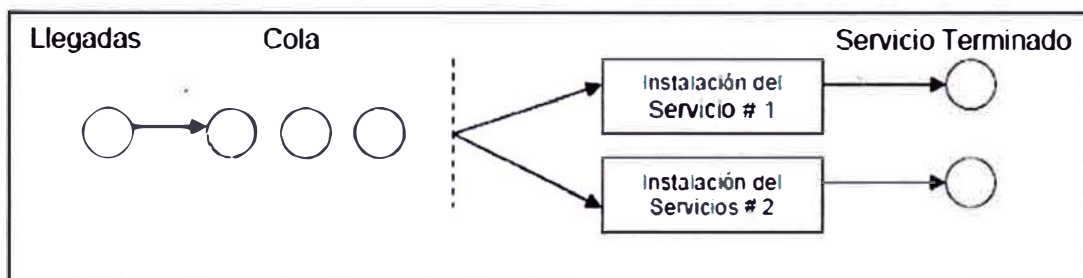 Llegadas
Cola
Servicio Terminado
Instalación del
Servicio # 1
Instalación del
Servicios # 2